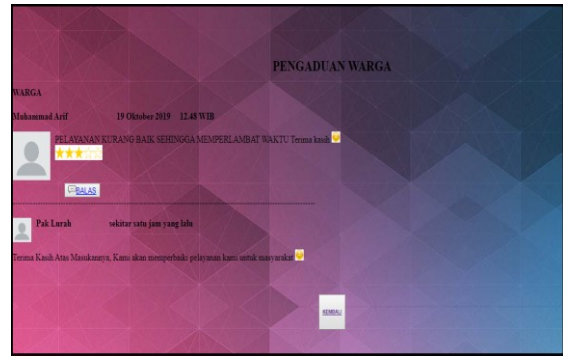 PENGADUAN WARGA
WARGA
Muhammad Arif 19 Oktober 2019 12.48 WIB
PELAYANAN KURANG BAIK SEHINGGA MEMPERLAMBAT WAKTU Terima kasih
BALAS
Pak Lurah sekitar satu jam yang lalu
Terima Kasih Atas Masukannya, Kami akan memperbaiki pelayanan kami untuk masyarakat
KEMBALI